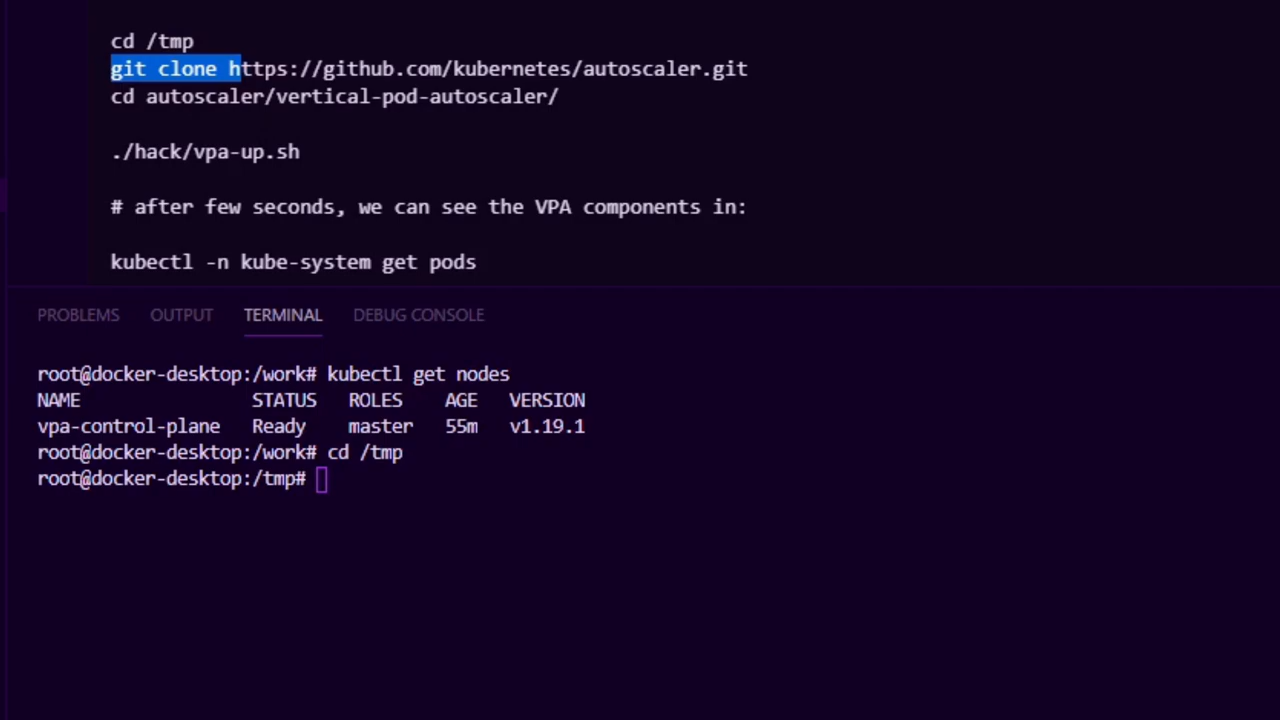 cd /tmp
git clone https://github.com/kubernetes/autoscaler.git
cd autoscaler/vertical-pod-autoscaler/
./hack/vpa-up.sh
# after few seconds, we can see the VPA components in:
kubectl -n kube-system get pods
PROBLEMS OUTPUT TERMINAL DEBUG CONSOLE
root@docker-desktop:/work# kubectl get nodes
NAME STATUS ROLES AGE VERSION
vpa-control-plane Ready master 55m v1.19.1
root@docker-desktop:/work# cd /tmp
root@docker-desktop:/tmp#